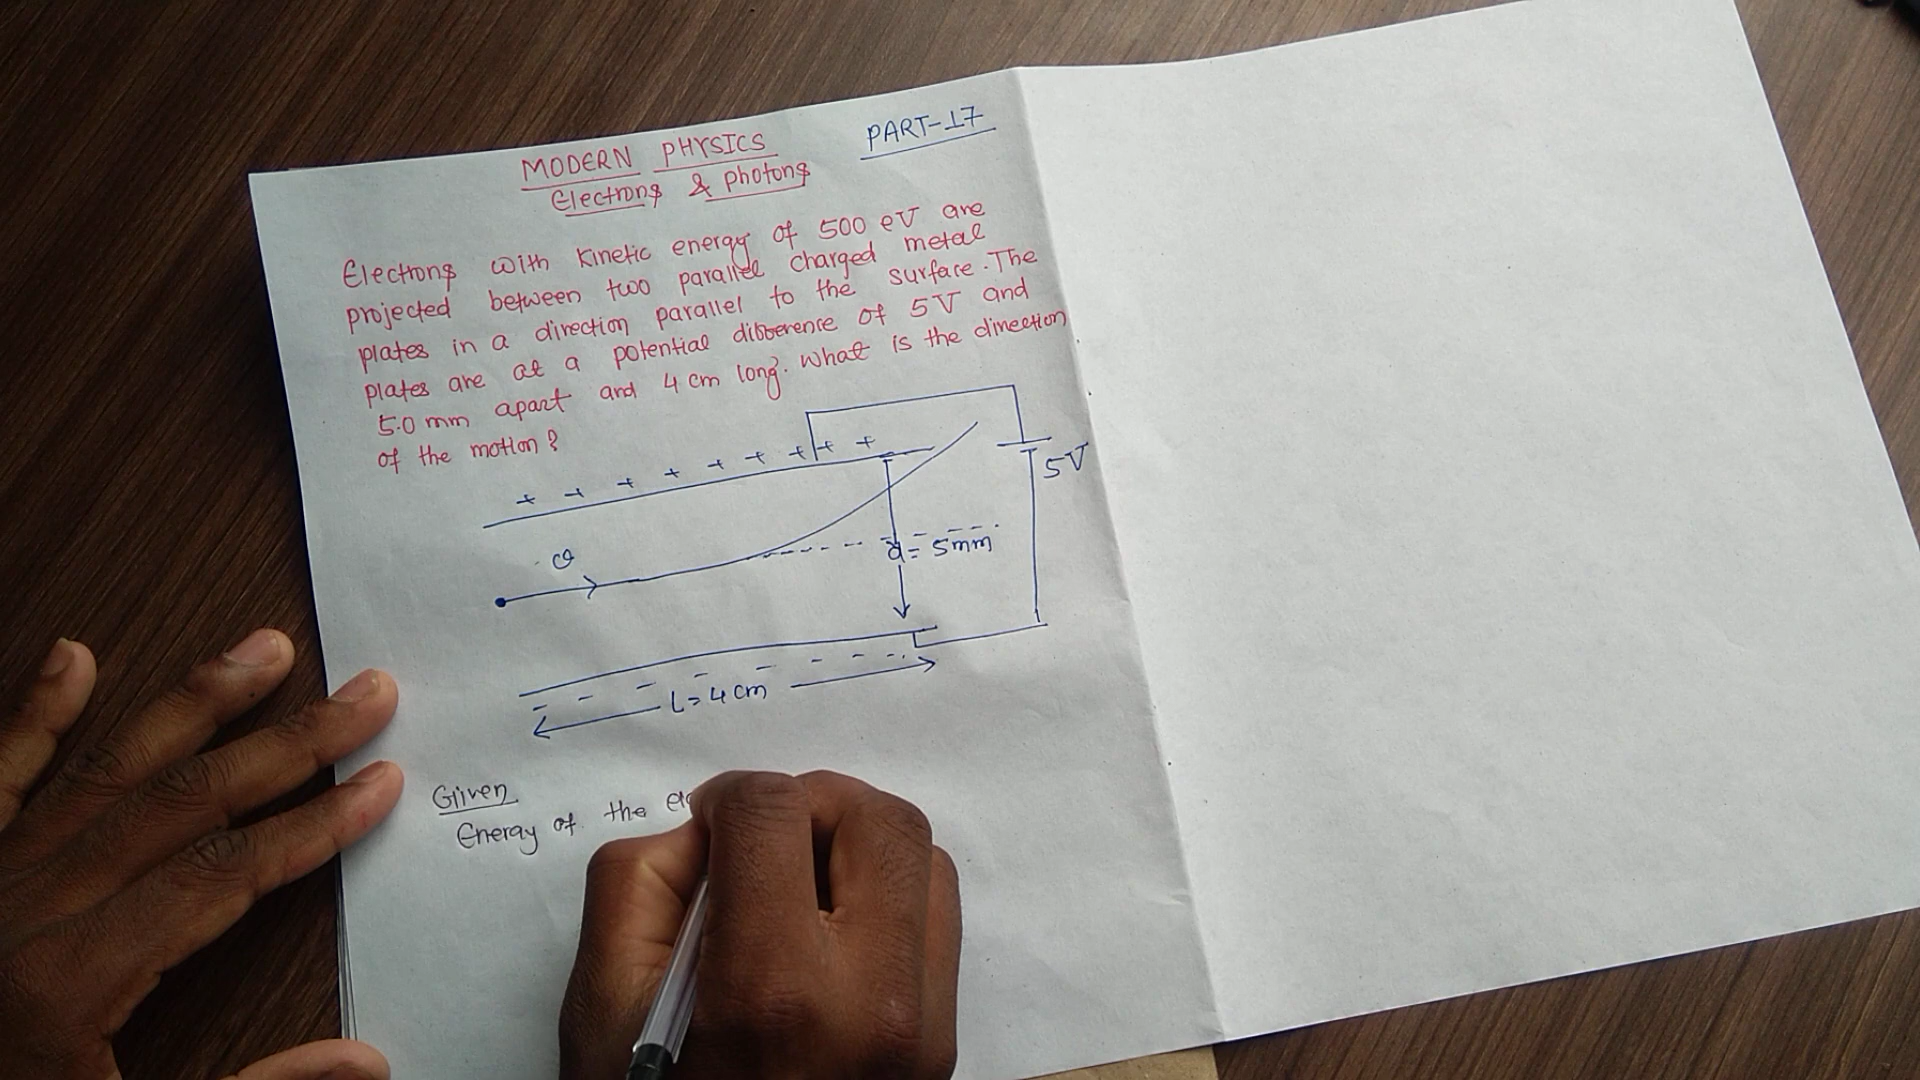 PART-17
MODERN PHYSICS
Electrons & photons
Electrons with Kinetic energy of 500 eV are
projected between two parallel charged metal
plates in a direction parallel to the surface. The
plates are at a potential difference of 5V and
5.0 mm apart and 4 cm long. What is the direction
of the motion?
+ + + + + + + + +
5V
d = 5mm
L = 4 cm
Given
Energy of the